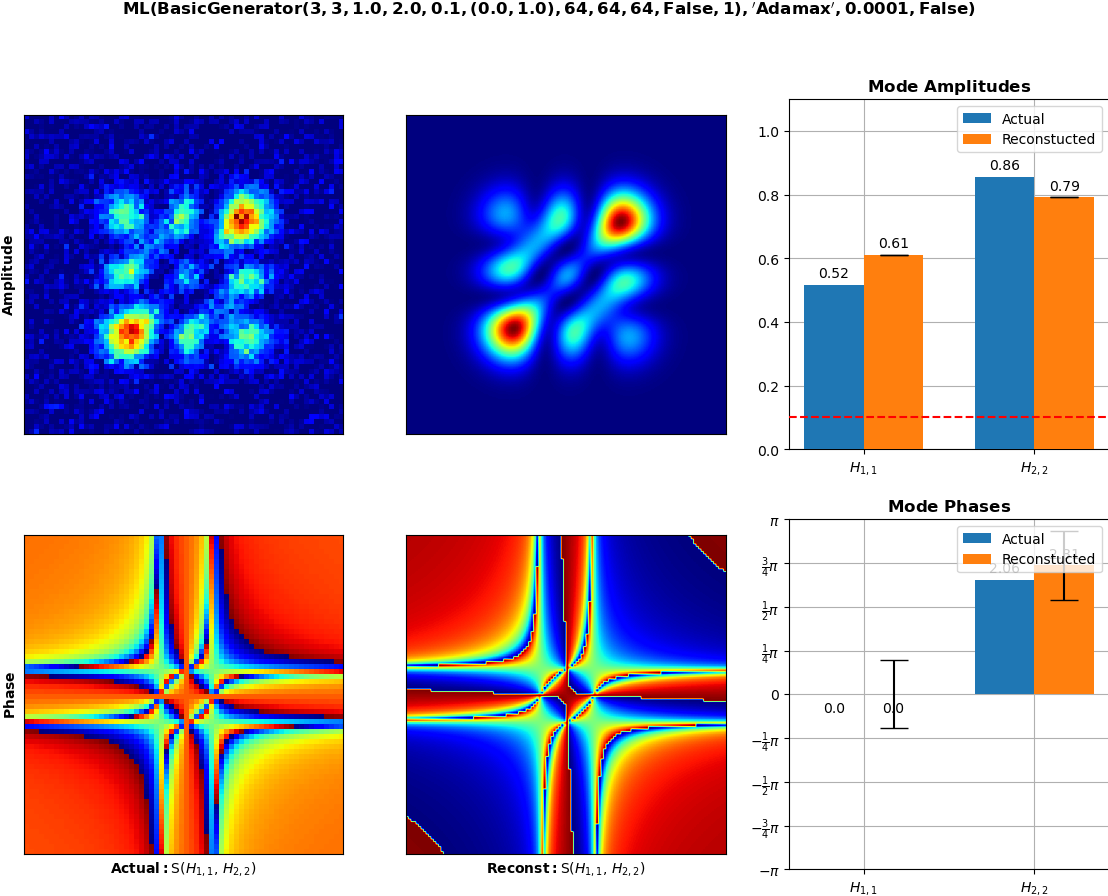 ML(BasicGenerator(3, 3, 1.0, 2.0, 0.1, (0.0, 1.0), 64, 64, 64, False, 1), 'Adamax', 0.0001, False)
Amplitude
Mode Amplitudes
Actual
Reconstucted
1.0
0.8
0.6
0.4
0.2
0.0
0.52
0.61
0.86
0.79
H1,1
H2,2
Phase
Actual: S(H1,1, H2,2)
Reconst: S(H1,1, H2,2)
Mode Phases
Actual
Reconstucted
π
3/4π
1/2π
1/4π
0
−1/4π
−1/2π
−3/4π
−π
0.0
0.0
2.06
2.31
H1,1
H2,2